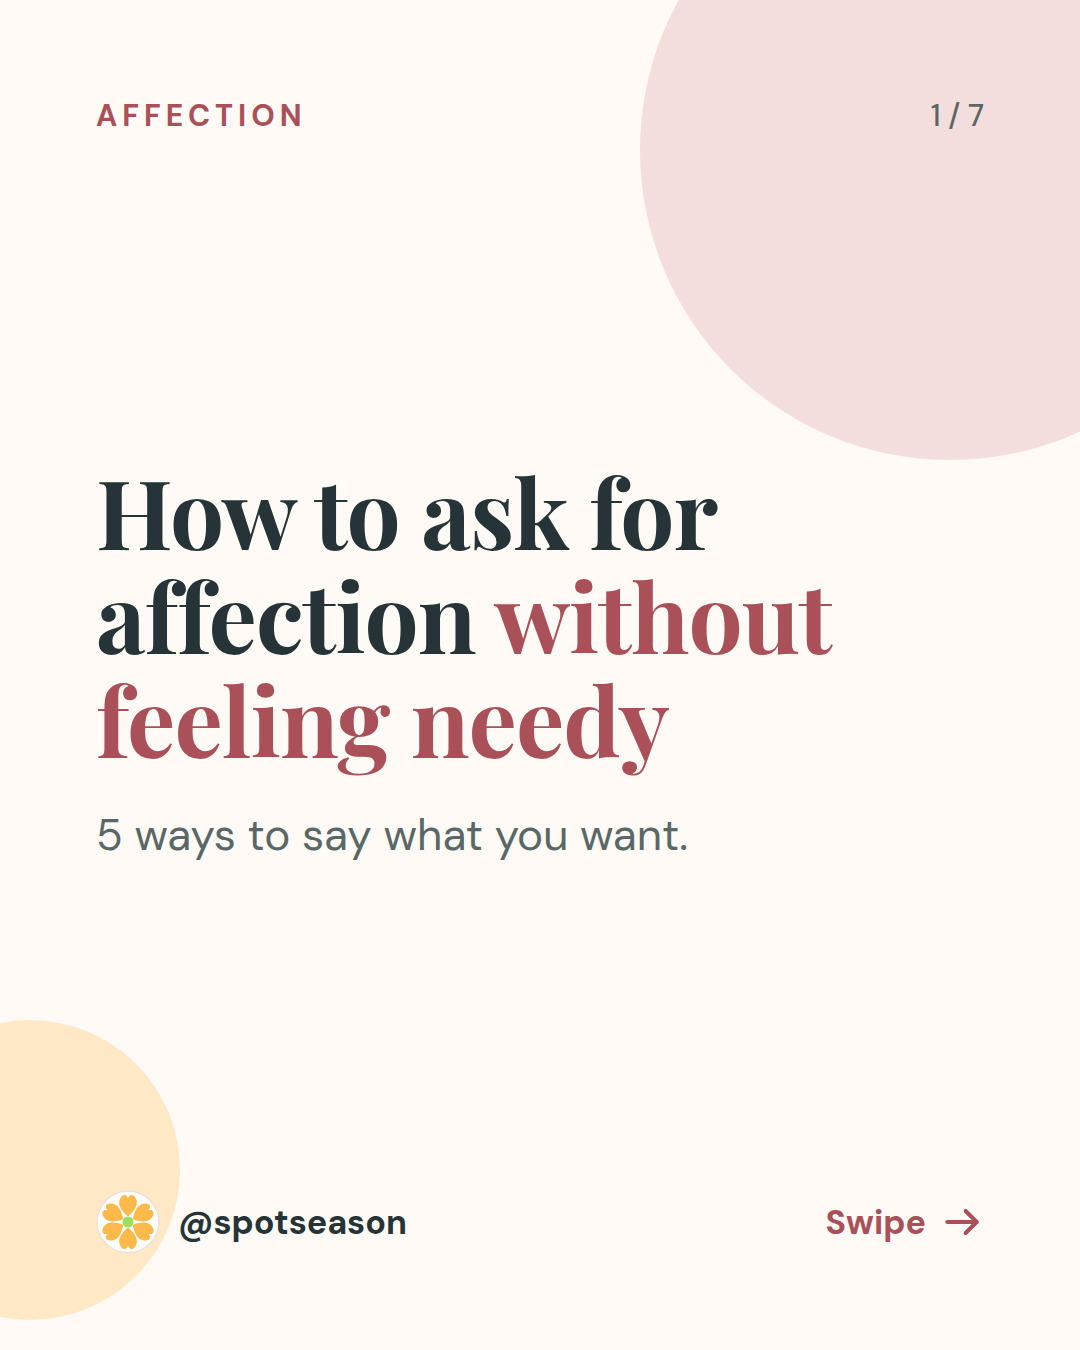 AFFECTION
1 / 7
How to ask for
affection without
feeling needy
5 ways to say what you want.
@spotseason
Swipe →